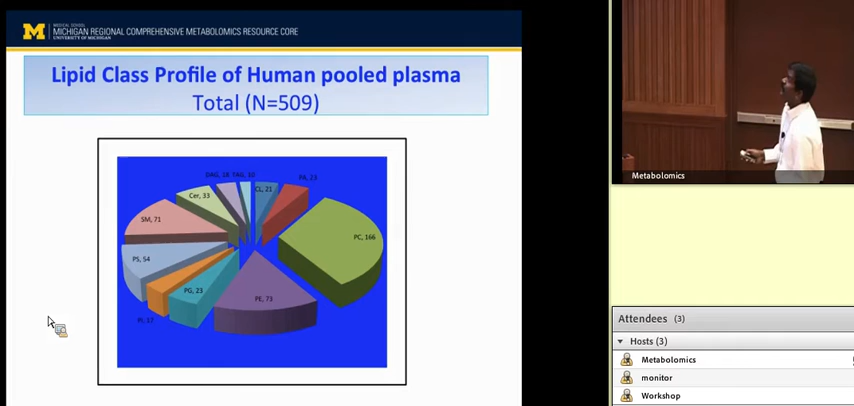 M
MEDICAL SCHOOL
MICHIGAN REGIONAL COMPREHENSIVE METABOLOMICS RESOURCE CORE
UNIVERSITY OF MICHIGAN
Lipid Class Profile of Human pooled plasma
Total (N=509)
DAG, 18
TAG, 10
CL, 21
PA, 23
Cer, 33
SM, 71
PC, 166
PS, 54
PG, 23
PE, 73
PI, 17
Metabolomics
Attendees (3)
Hosts (3)
Metabolomics
monitor
Workshop